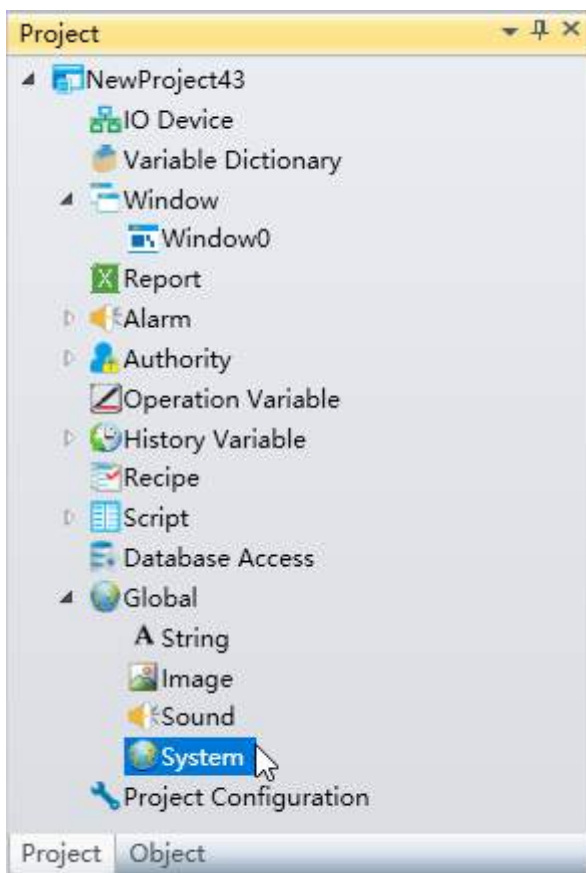 Project
NewProject43
IO Device
Variable Dictionary
Window
Window0
Report
Alarm
Authority
Operation Variable
History Variable
Recipe
Script
Database Access
Global
String
Image
Sound
System
Project Configuration
Project Object